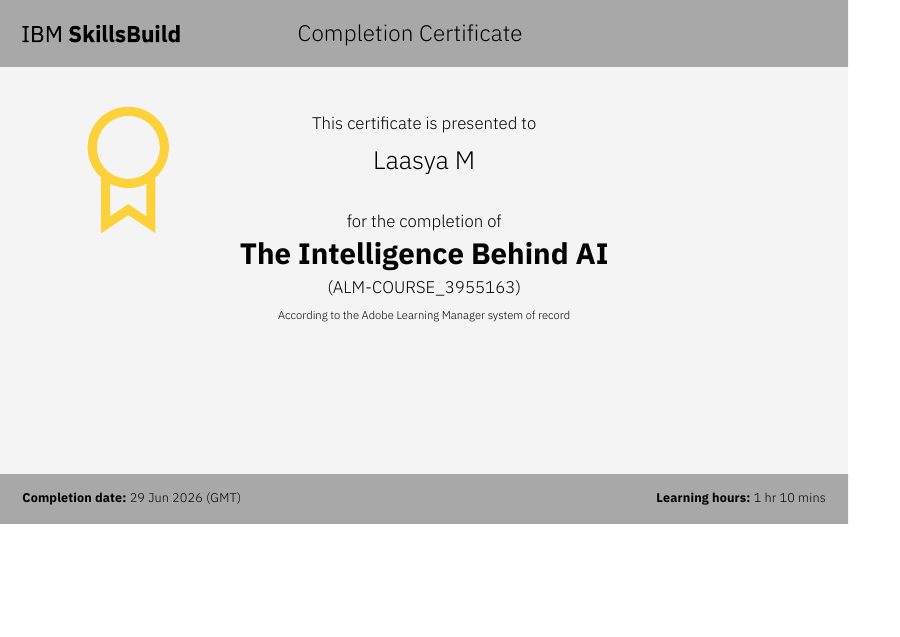 IBM SkillsBuild
Completion Certificate
This certificate is presented to
Laasya M
for the completion of
The Intelligence Behind AI
(ALM-COURSE_3955163)
According to the Adobe Learning Manager system of record
Completion date: 29 Jun 2026 (GMT)
Learning hours: 1 hr 10 mins